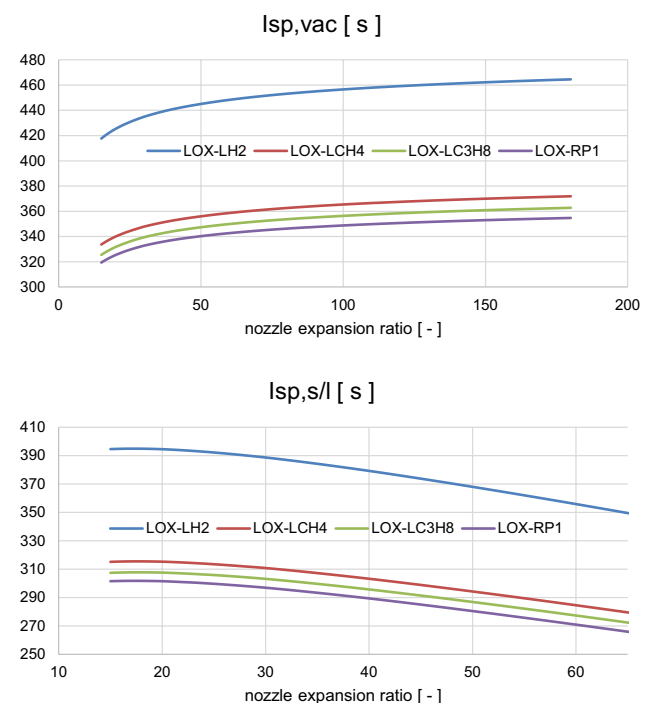 Isp,vac [ s ]
480
460
440
420
400
380
360
340
320
300
LOX-LH2 LOX-LCH4 LOX-LC3H8 LOX-RP1
0 50 100 150 200
nozzle expansion ratio [ - ]
Isp,s/l [ s ]
410
390
370
350
330
310
290
270
250
LOX-LH2 LOX-LCH4 LOX-LC3H8 LOX-RP1
10 20 30 40 50 60
nozzle expansion ratio [ - ]